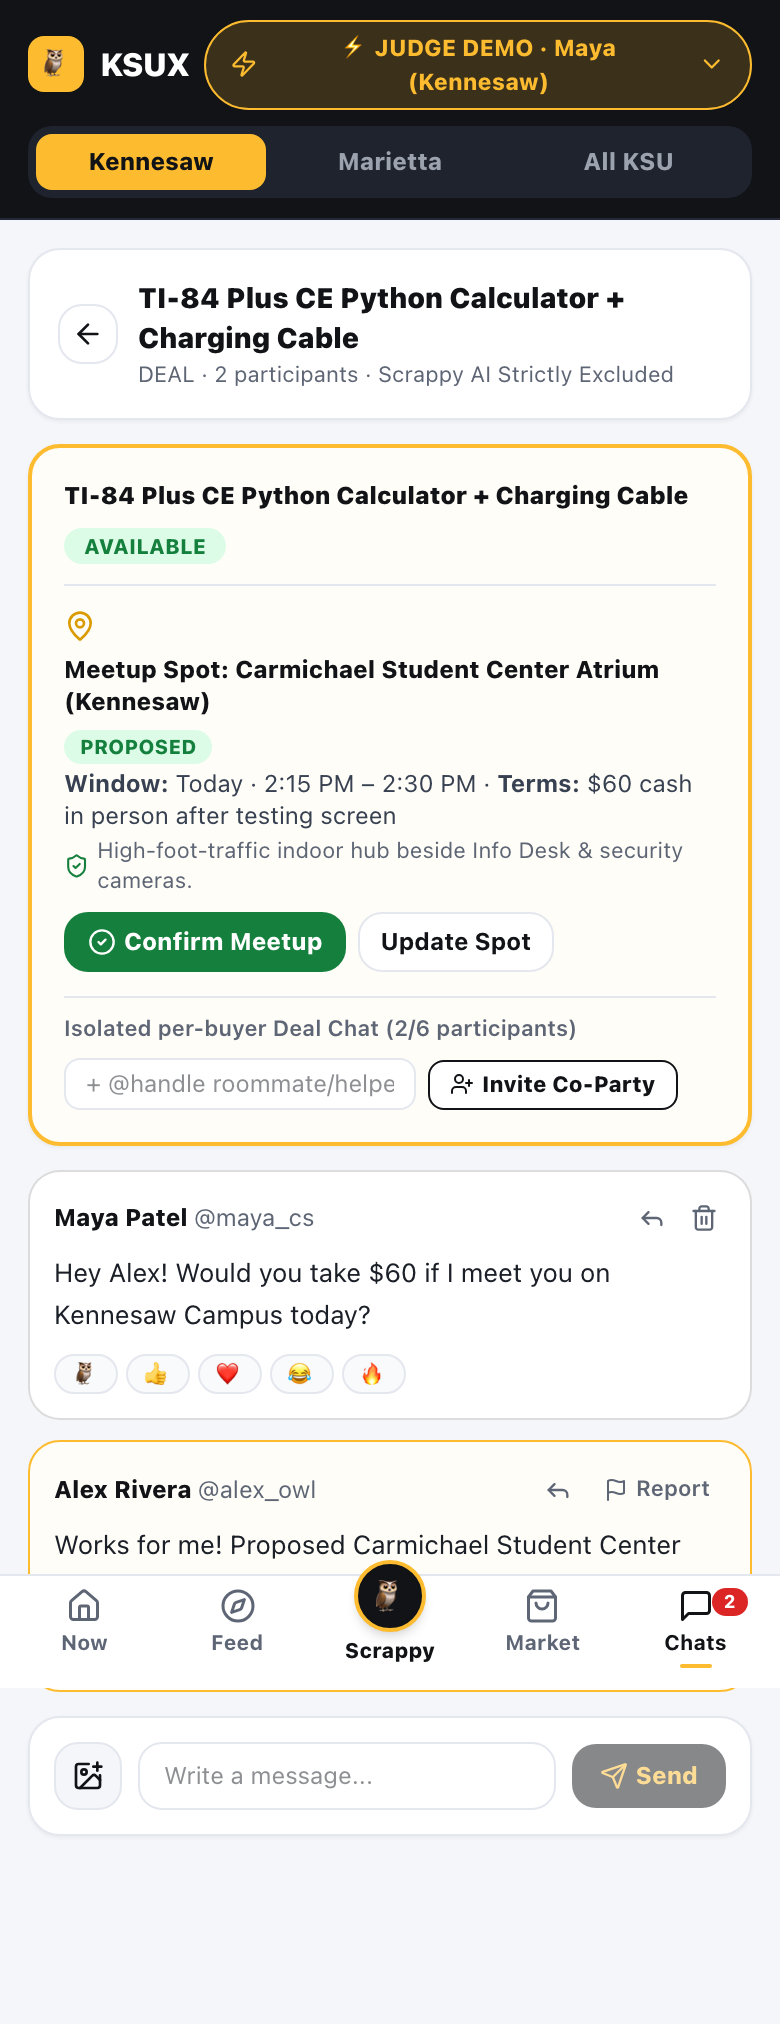 KSUX
⚡ JUDGE DEMO · Maya
(Kennesaw)
Kennesaw
Marietta
All KSU
TI-84 Plus CE Python Calculator +
Charging Cable
DEAL · 2 participants · Scrappy AI Strictly Excluded
TI-84 Plus CE Python Calculator + Charging Cable
AVAILABLE
Meetup Spot: Carmichael Student Center Atrium
(Kennesaw)
PROPOSED
Window: Today · 2:15 PM – 2:30 PM · Terms: $60 cash
in person after testing screen
High-foot-traffic indoor hub beside Info Desk & security
cameras.
Confirm Meetup
Update Spot
Isolated per-buyer Deal Chat (2/6 participants)
+ @handle roommate/helpe
Invite Co-Party
Maya Patel @maya_cs
Hey Alex! Would you take $60 if I meet you on
Kennesaw Campus today?
Alex Rivera @alex_owl
Report
Works for me! Proposed Carmichael Student Center
Now
Feed
Scrappy
Market
Chats
2
Write a message...
Send